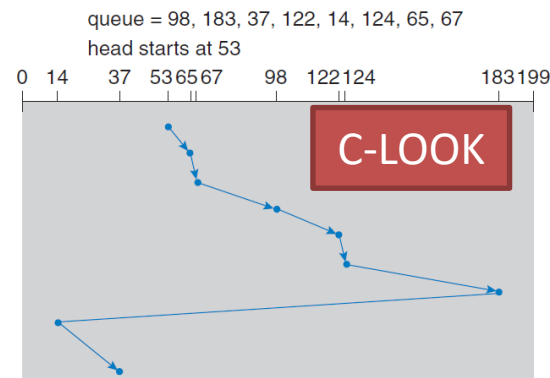 queue = 98, 183, 37, 122, 14, 124, 65, 67
head starts at 53
0 14 37 53 65 67 98 122 124 183 199
C-LOOK